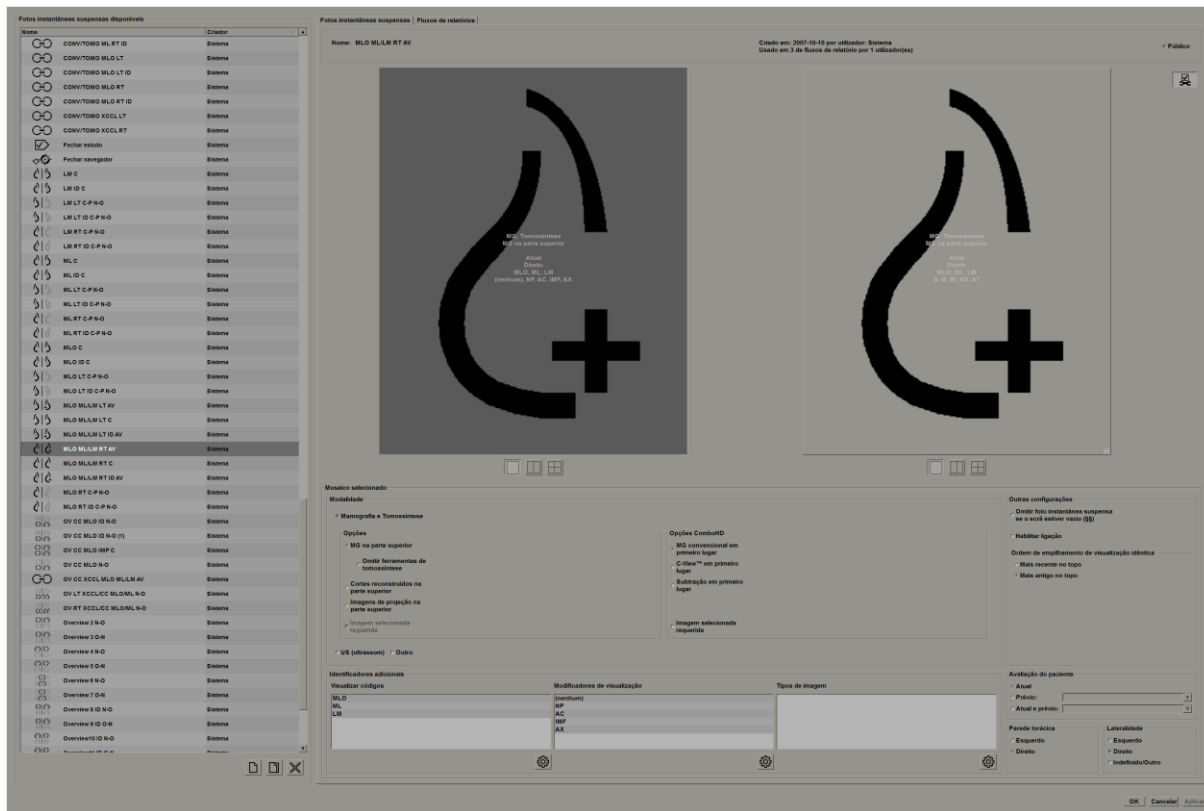 Fotos instantâneas suspensas disponíveis
Nome Criador
CONV/TOMO ML RT ID Sistema
CONV/TOMO MLO LT Sistema
CONV/TOMO MLO LT ID Sistema
CONV/TOMO MLO RT Sistema
CONV/TOMO MLO RT ID Sistema
CONV/TOMO XCCL LT Sistema
CONV/TOMO XCCL RT Sistema
Fechar estudo Sistema
Fechar navegador Sistema
LM C Sistema
LM ID C Sistema
LM LT C-P N-O Sistema
LM LT ID C-P N-O Sistema
LM RT C-P N-O Sistema
LM RT ID C-P N-O Sistema
ML C Sistema
ML ID C Sistema
ML LT C-P N-O Sistema
ML LT ID C-P N-O Sistema
ML RT C-P N-O Sistema
ML RT ID C-P N-O Sistema
MLO C Sistema
MLO ID C Sistema
MLO LT C-P N-O Sistema
MLO LT ID C-P N-O Sistema
MLO ML/LM LT AV Sistema
MLO ML/LM LT C Sistema
MLO ML/LM LT ID AV Sistema
MLO ML/LM RT AV Sistema
MLO ML/LM RT C Sistema
MLO ML/LM RT ID AV Sistema
MLO RT C-P N-O Sistema
MLO RT ID C-P N-O Sistema
OV CC MLO ID N-O Sistema
OV CC MLO ID N-O (1) Sistema
OV CC MLO IMP C Sistema
OV CC MLO N-O Sistema
OV CC XCCL MLO ML/LM AV Sistema
OV LT XCCL/CC MLO/ML N-O Sistema
OV RT XCCL/CC MLO/ML N-O Sistema
Overview 2 N-O Sistema
Overview 3 O-N Sistema
Overview 4 N-O Sistema
Overview 5 O-N Sistema
Overview 6 N-O Sistema
Overview 7 O-N Sistema
Overview 8 ID N-O Sistema
Overview 9 ID O-N Sistema
Overview10 ID N-O Sistema
Fotos instantâneas suspensas Fluxos de relatórios
Nome: MLO ML/LM RT AV
Criado em: 2007-10-10 por utilizador: Sistema
Usado em 3 de fluxos de relatório por 1 utilizador(es)
Público
MG, Tomossíntese
MG na parte superior
Atual
Direito
MLO, ML, LM
(nenhum), NP, AC, IMF, AX
MG, Tomossíntese
MG na parte superior
Atual
Direito
MLO, ML, LM
Mosaico selecionado
Modalidade
Mamografia e Tomossíntese
Opções
MG na parte superior
Omitir ferramentas de
tomossíntese
Cortes reconstruídos na
parte superior
Imagens de projeção na
parte superior
Imagem selecionada
requerida
Opções ComboHD
MG convencional em
primeiro lugar
C-View™ em primeiro
lugar
Subtração em primeiro
lugar
Imagem selecionada
requerida
US (ultrassom) Outro
Outras configurações
Omitir foto instantânea suspensa
se o ecrã estiver vazio (§§)
Habilitar ligação
Ordem de empilhamento de visualização idêntica
Mais recente no topo
Mais antigo no topo
Identificadores adicionais
Visualizar códigos
MLO
ML
LM
Modificadores de visualização
(nenhum)
NP
AC
IMF
AX
Tipos de imagem
Avaliação do paciente
Atual
Prévio:
Atual e prévio:
Parede torácica
Esquerdo
Direito
Lateralidade
Esquerdo
Direito
Indefinido/Outro
OK Cancelar Aplicar